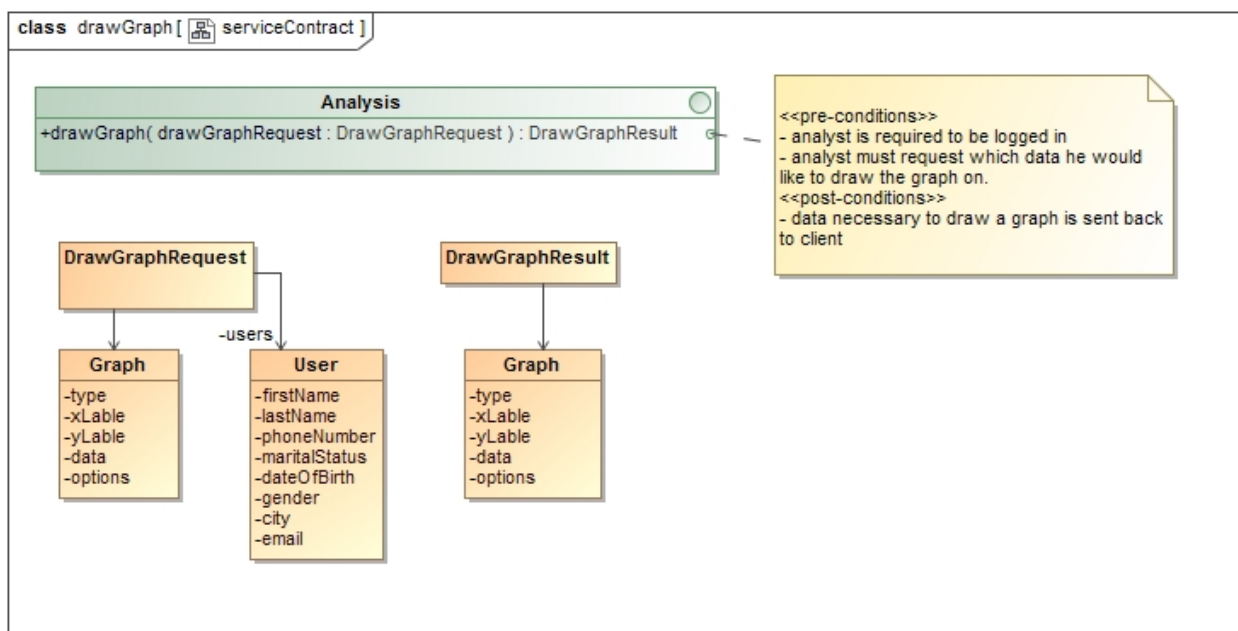 class drawGraph [ serviceContract ]
Analysis
+drawGraph( drawGraphRequest : DrawGraphRequest ) : DrawGraphResult
<<pre-conditions>>
- analyst is required to be logged in
- analyst must request which data he would
like to draw the graph on.
<<post-conditions>>
- data necessary to draw a graph is sent back
to client
DrawGraphRequest
-users
Graph
-type
-xLable
-yLable
-data
-options
User
-firstName
-lastName
-phoneNumber
-maritalStatus
-dateOfBirth
-gender
-city
-email
DrawGraphResult
Graph
-type
-xLable
-yLable
-data
-options